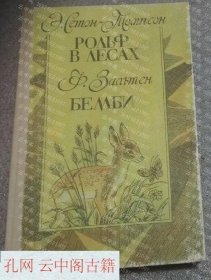 Э. Сетон-Томпсон
РОЛЬФ
В ЛЕСАХ
Ф. Зальтен
БЕМБИ
孔网 云中阁古籍